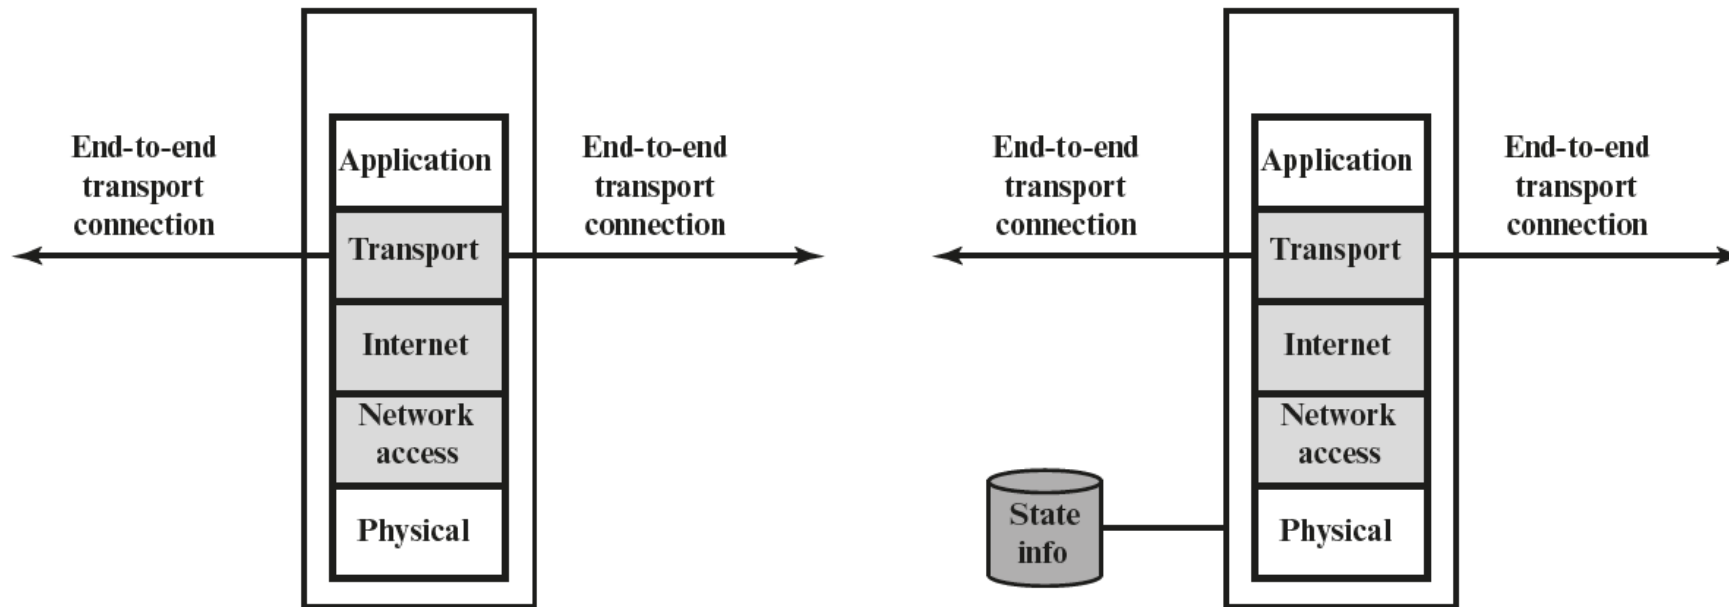 End-to-end
transport
connection
Application
Transport
Internet
Network
access
Physical
End-to-end
transport
connection
End-to-end
transport
connection
State
info
Application
Transport
Internet
Network
access
Physical
End-to-end
transport
connection